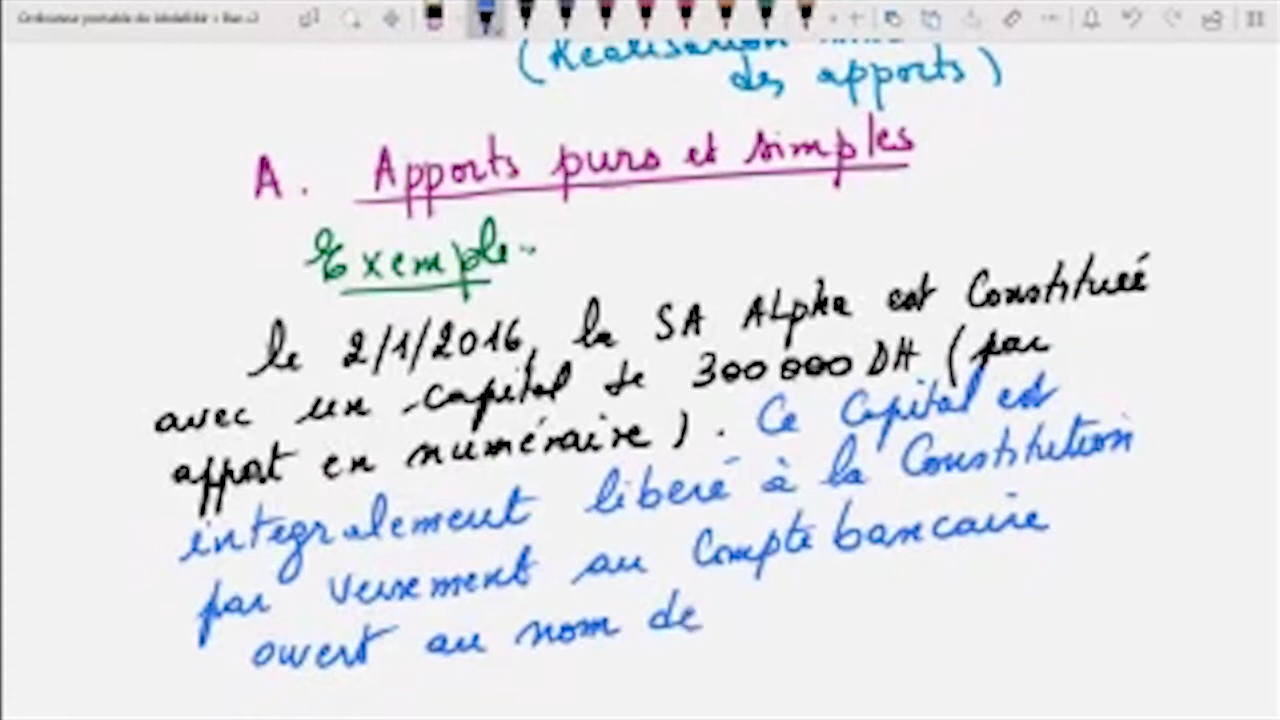 (Réalisation
des apports)
A. Apports purs et simples
Exemple.
le 2/1/2016, la SA Alpha est Constituée
avec un capital de 300 000 DH (par
apport en numéraire). Ce Capital est
intégralement libéré à la Constitution
par versement au Compte bancaire
ouvert au nom de